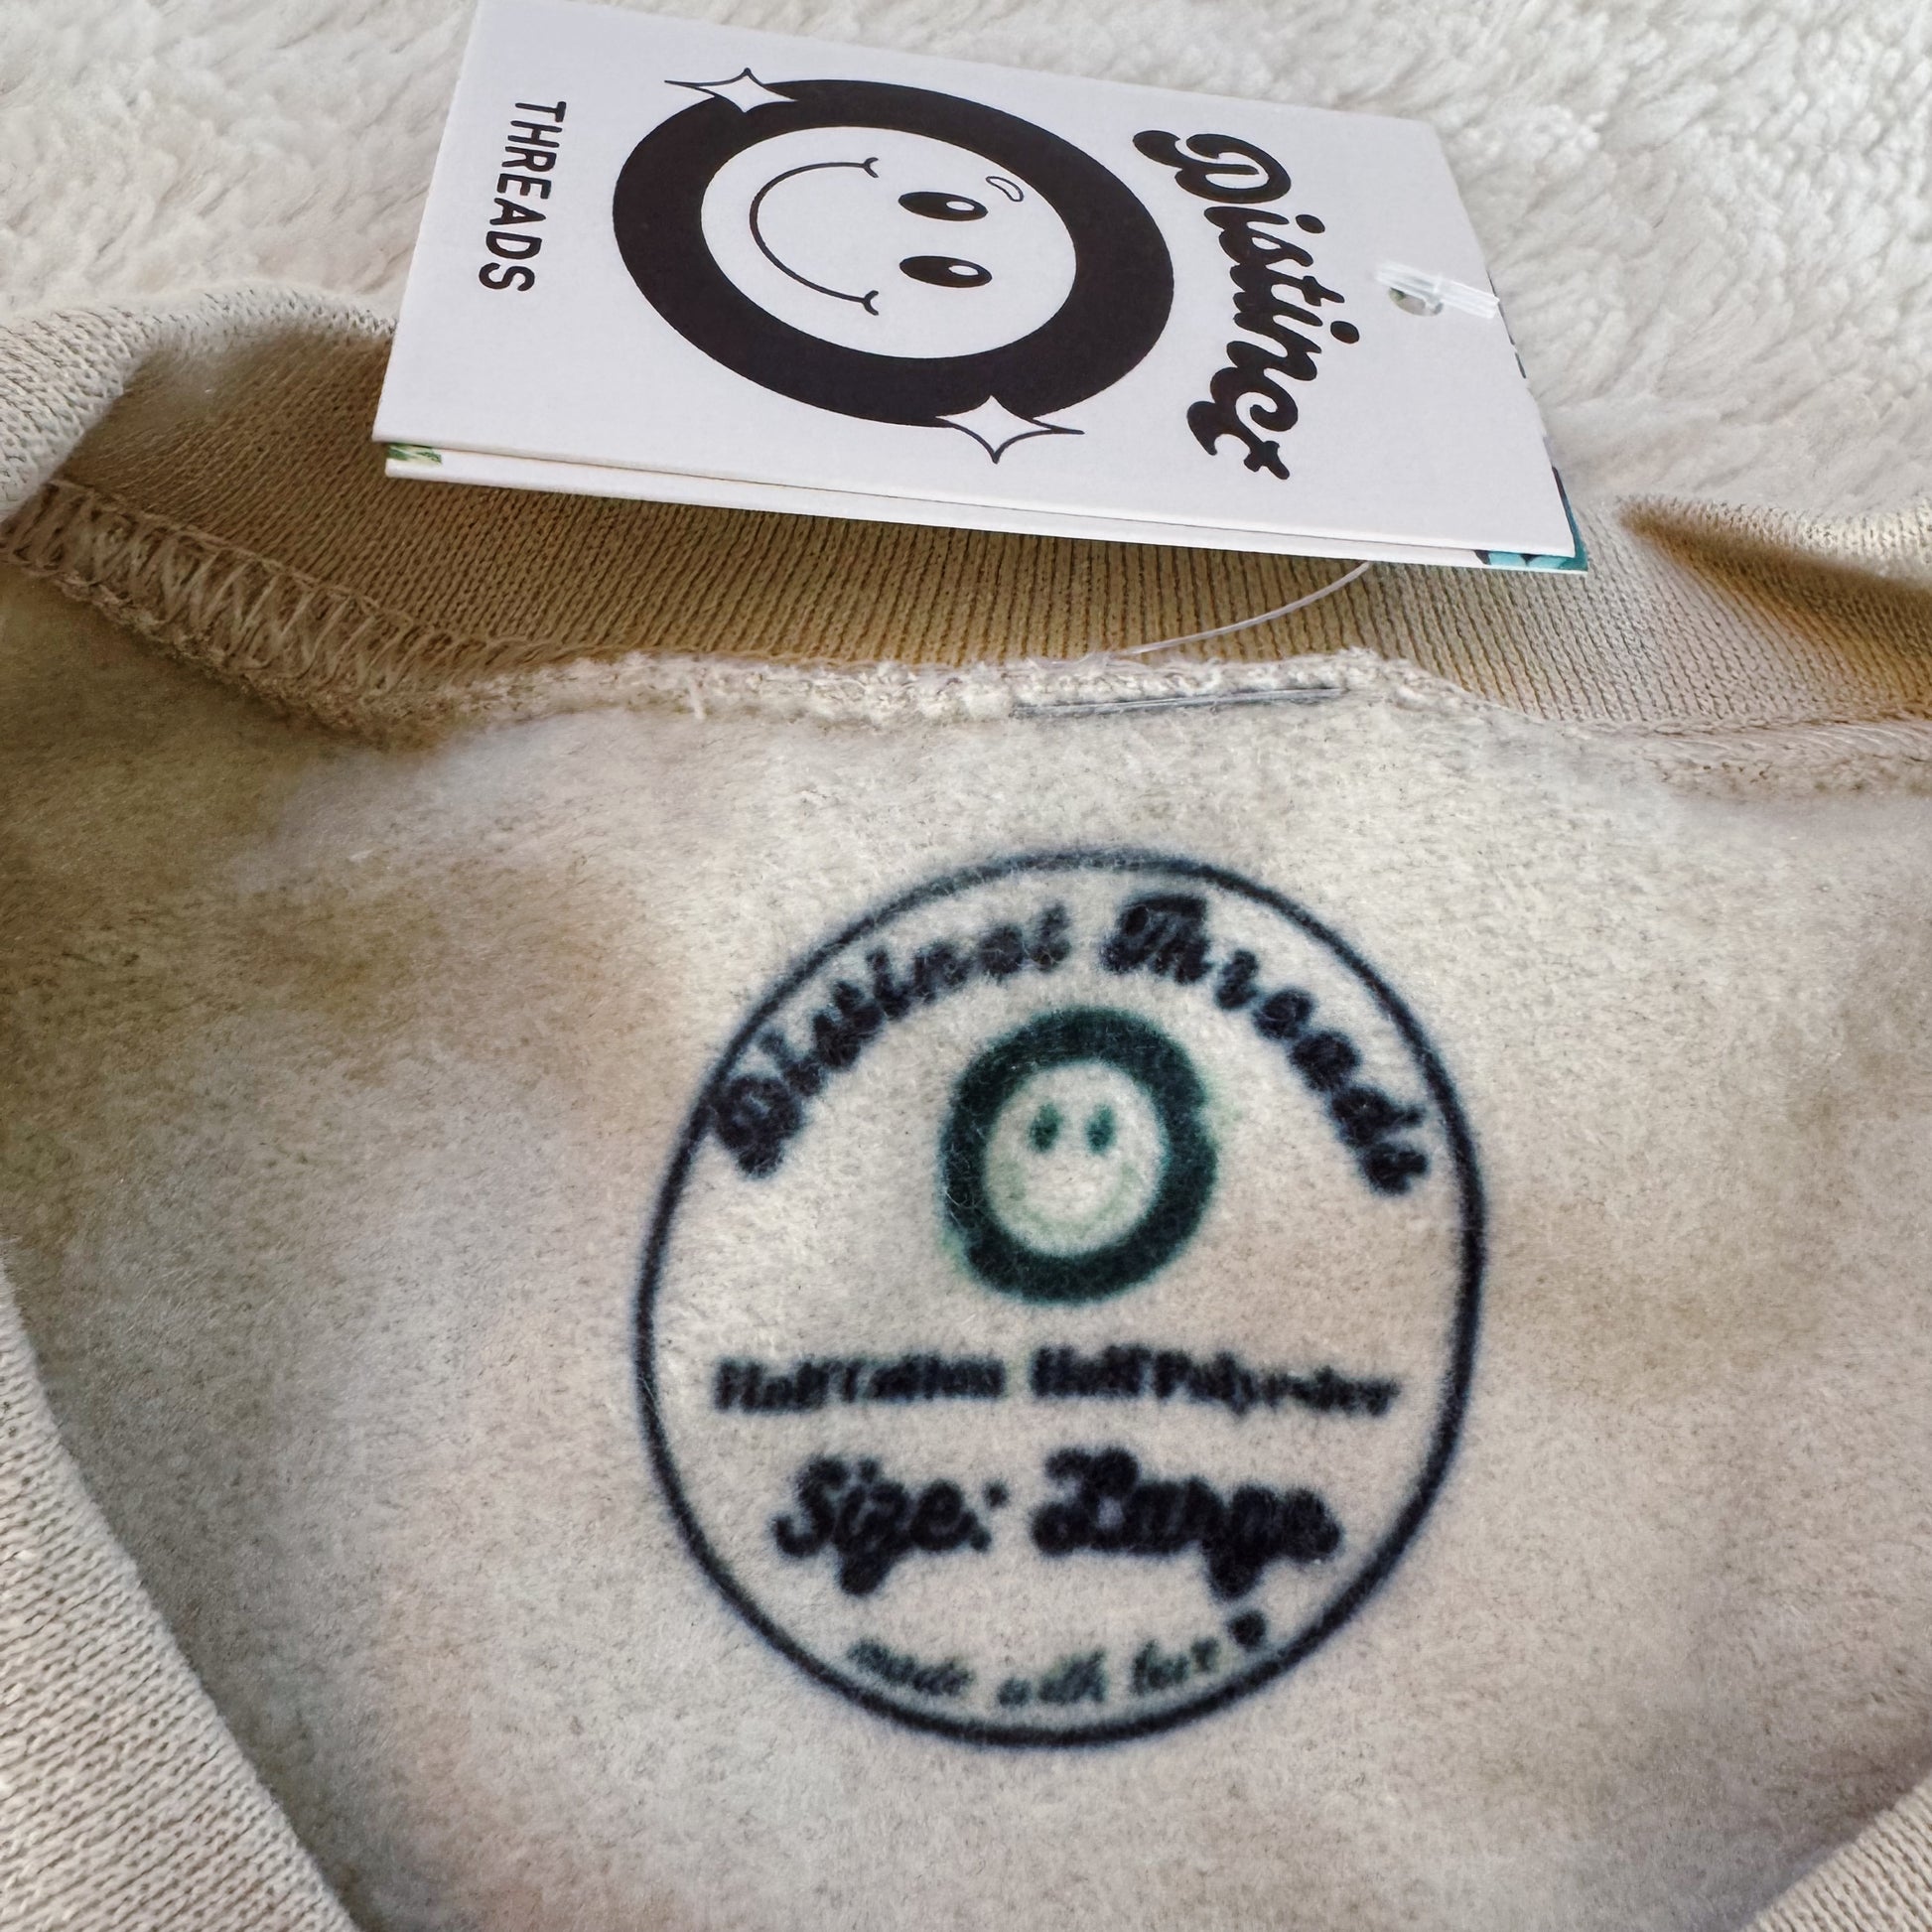 Distinct
THREADS
Distinct Threads
Half Cotton Half Polyester
Size: Large
made with love